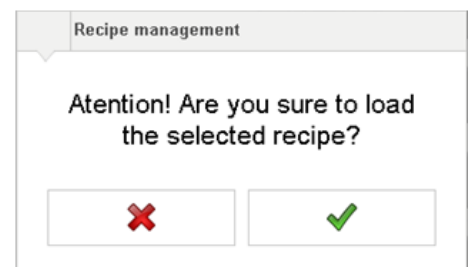 Recipe management
Atention! Are you sure to load
the selected recipe?